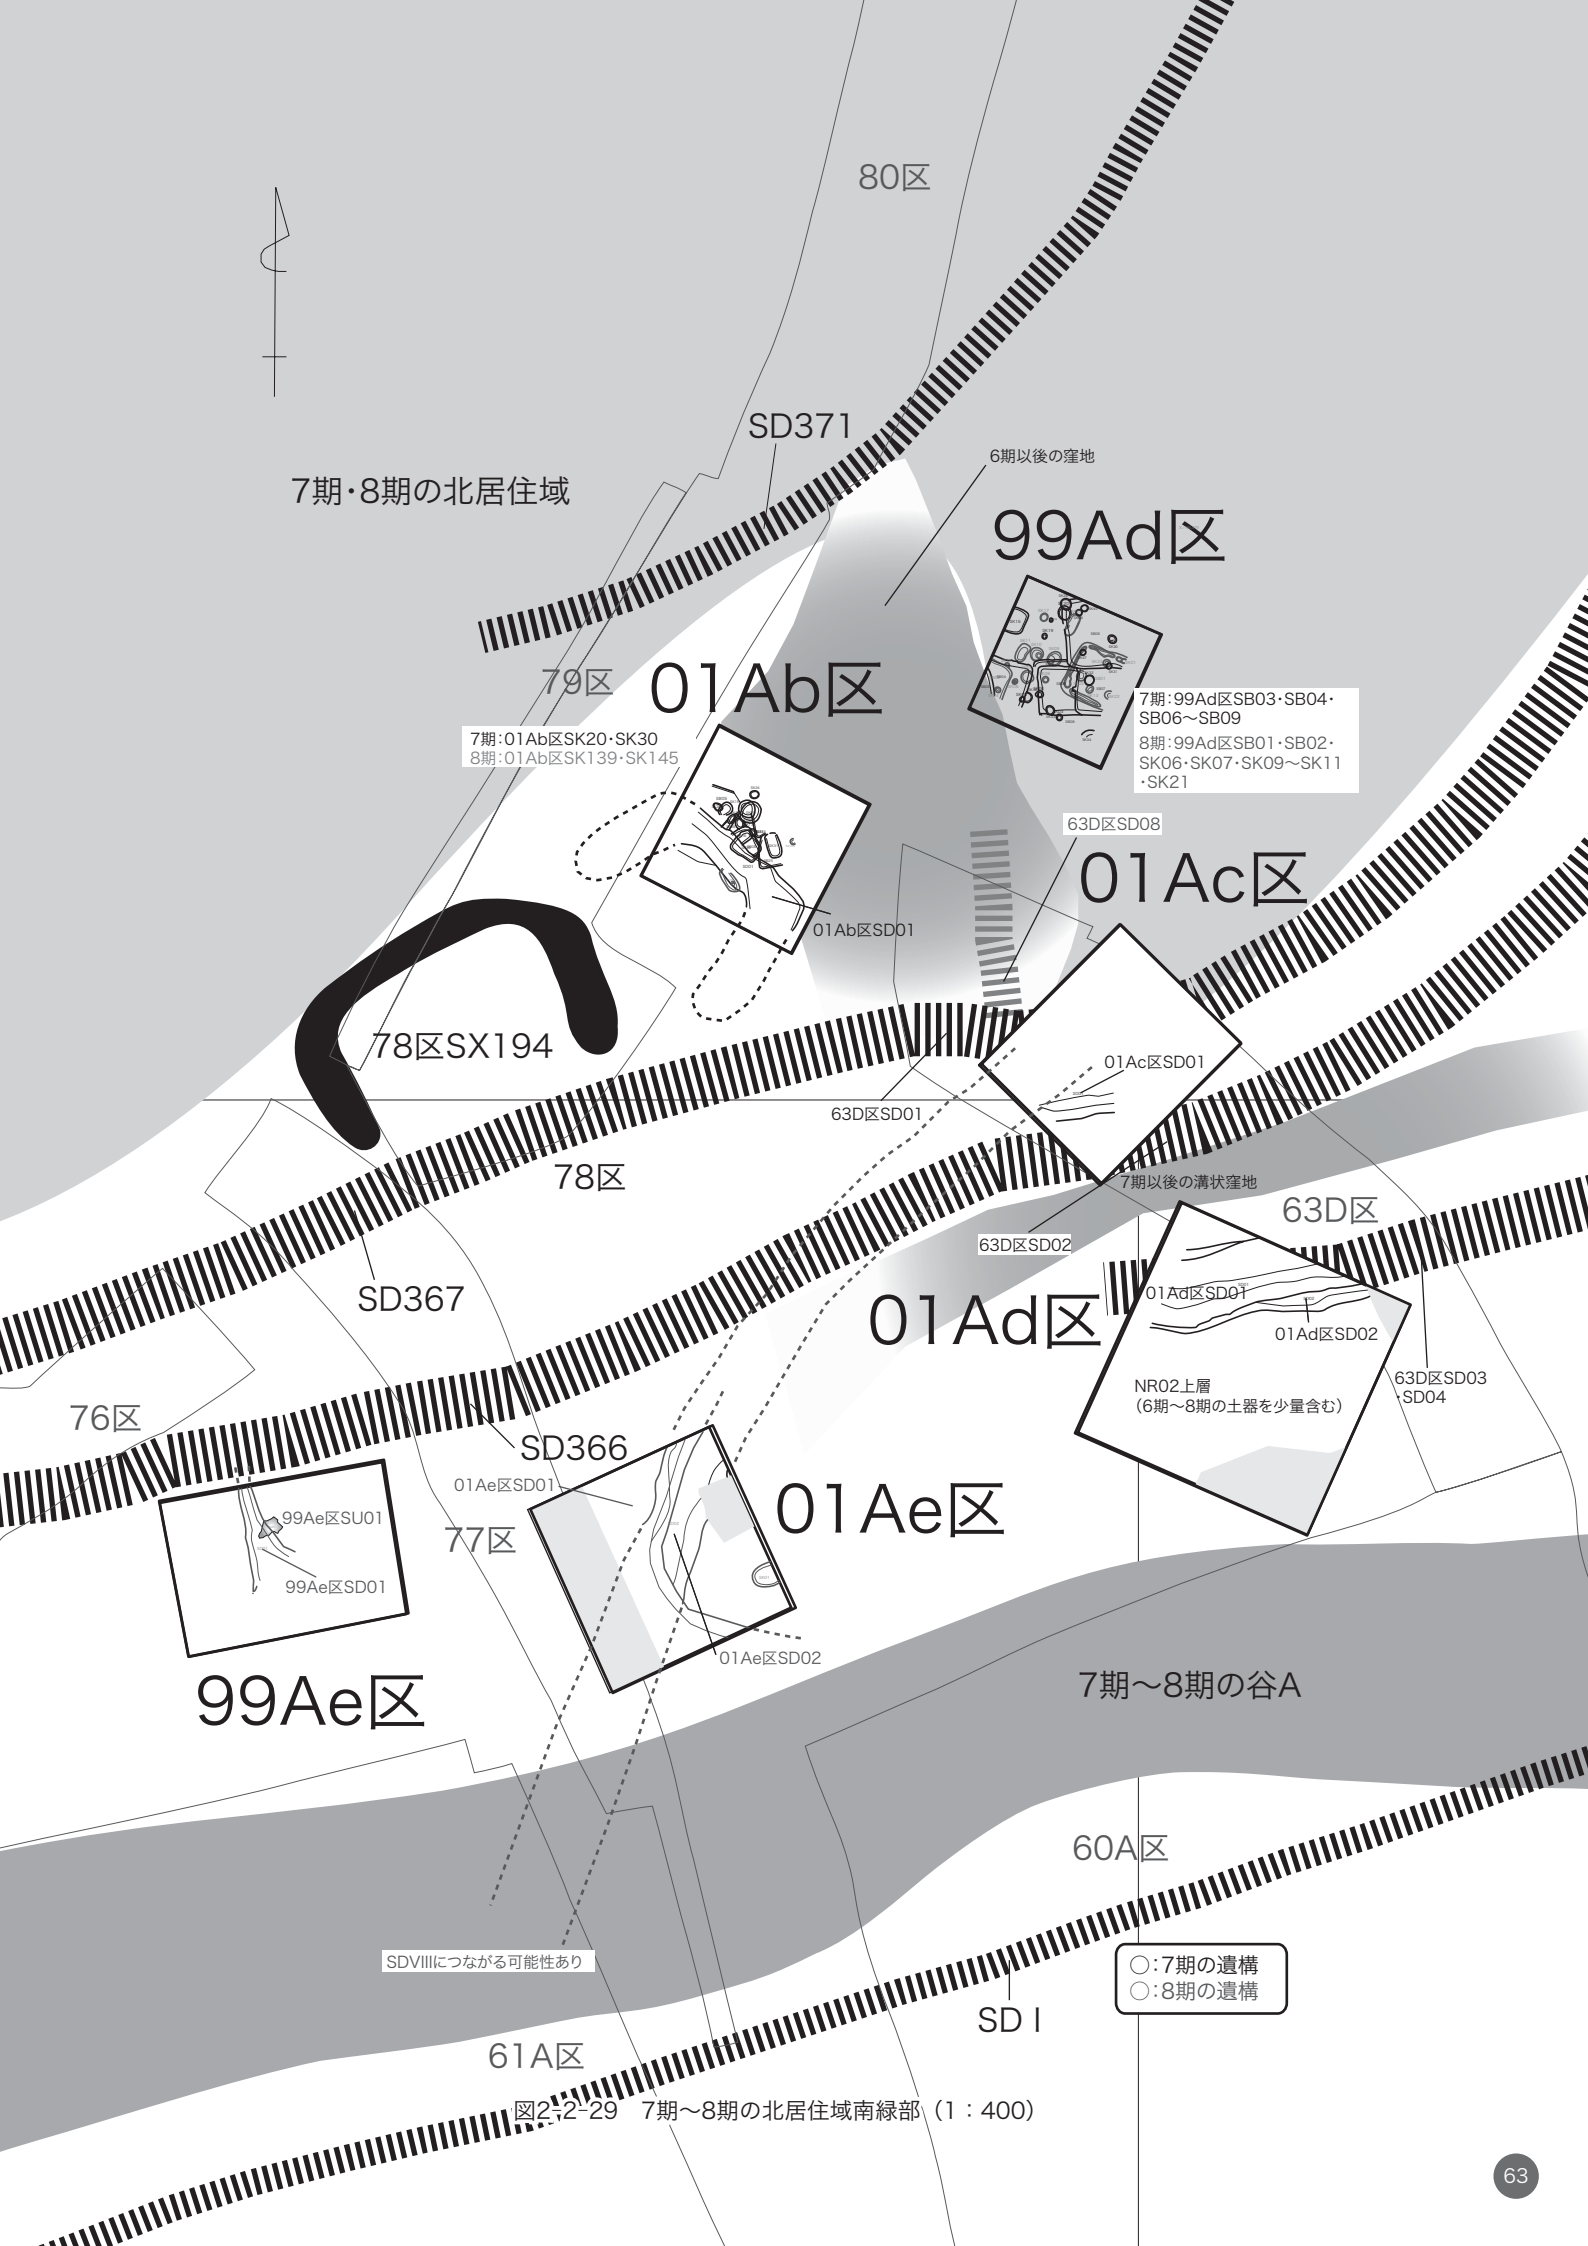 80区
SD371
7期・8期の北居住域
6期以後の窪地
99Ad区
79区
01Ab区
7期：99Ad区SB03・SB04・
SB06〜SB09
8期：99Ad区SB01・SB02・
SK06・SK07・SK09〜SK11
・SK21
7期：01Ab区SK20・SK30
8期：01Ab区SK139・SK145
63D区SD08
01Ac区
01Ab区SD01
78区SX194
01Ac区SD01
63D区SD01
78区
7期以後の溝状窪地
63D区
63D区SD02
SD367
01Ad区
01Ad区SD01
01Ad区SD02
NR02上層
（6期〜8期の土器を少量含む）
63D区SD03
・SD04
76区
SD366
01Ae区SD01
01Ae区
99Ae区SU01
77区
99Ae区SD01
01Ae区SD02
99Ae区
7期〜8期の谷A
60A区
SDVIIIにつながる可能性あり
○：7期の遺構
○：8期の遺構
SD I
61A区
図2-2-29　7期〜8期の北居住域南緑部（1：400）
63